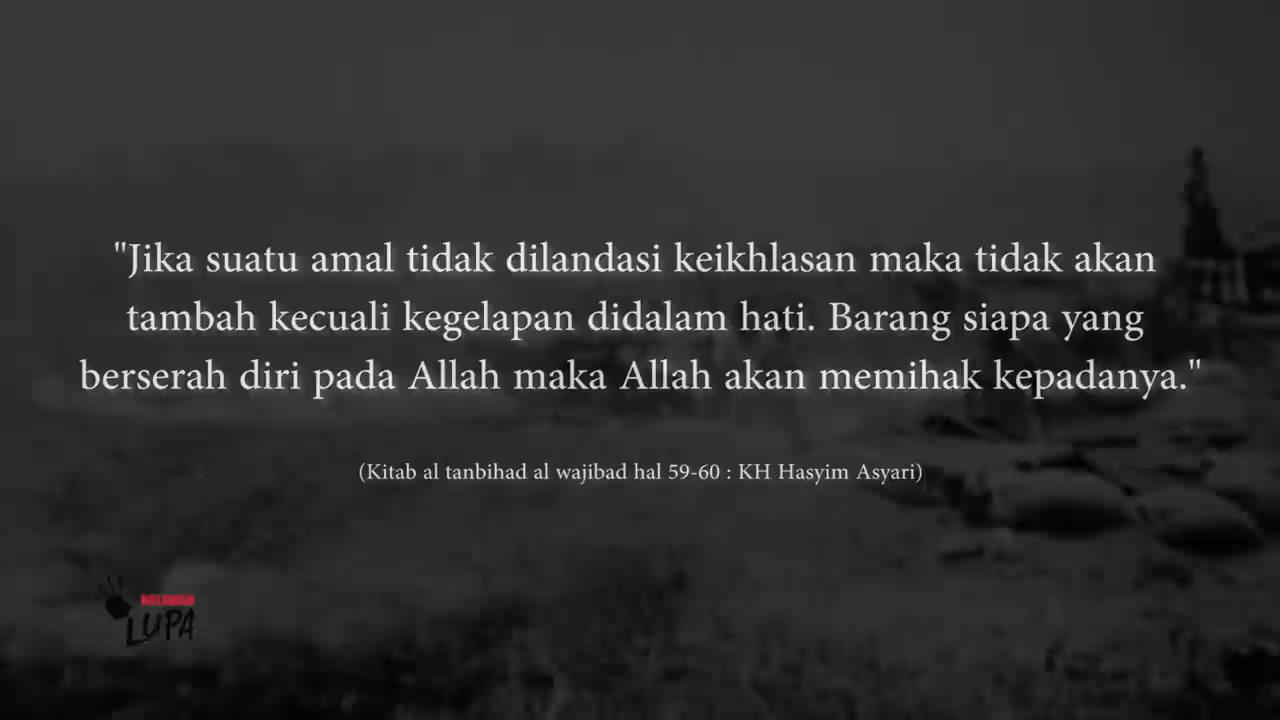 "Jika suatu amal tidak dilandasi keikhlasan maka tidak akan
tambah kecuali kegelapan didalam hati. Barang siapa yang
berserah diri pada Allah maka Allah akan memihak kepadanya."
(Kitab al tanbihad al wajibad hal 59-60 : KH Hasyim Asyari)
MELAWAN
LUPA